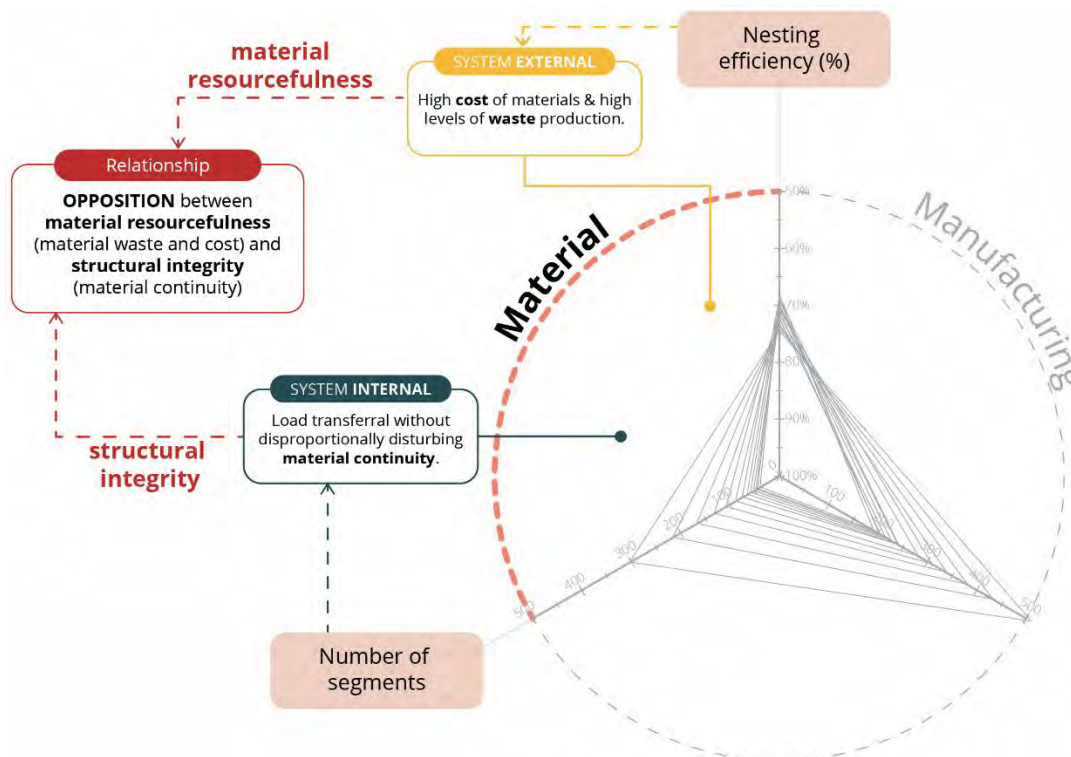 Nesting
efficiency (%)
material
resourcefulness
SYSTEM EXTERNAL
High cost of materials & high
levels of waste production.
Relationship
OPPOSITION between
material resourcefulness
(material waste and cost) and
structural integrity
(material continuity)
Material
Manufacturing
50%
60%
70%
80%
90%
100%
SYSTEM INTERNAL
Load transferral without
disproportionally disturbing
material continuity.
structural
integrity
0
100
200
300
400
500
100
300
400
500
Number of
segments